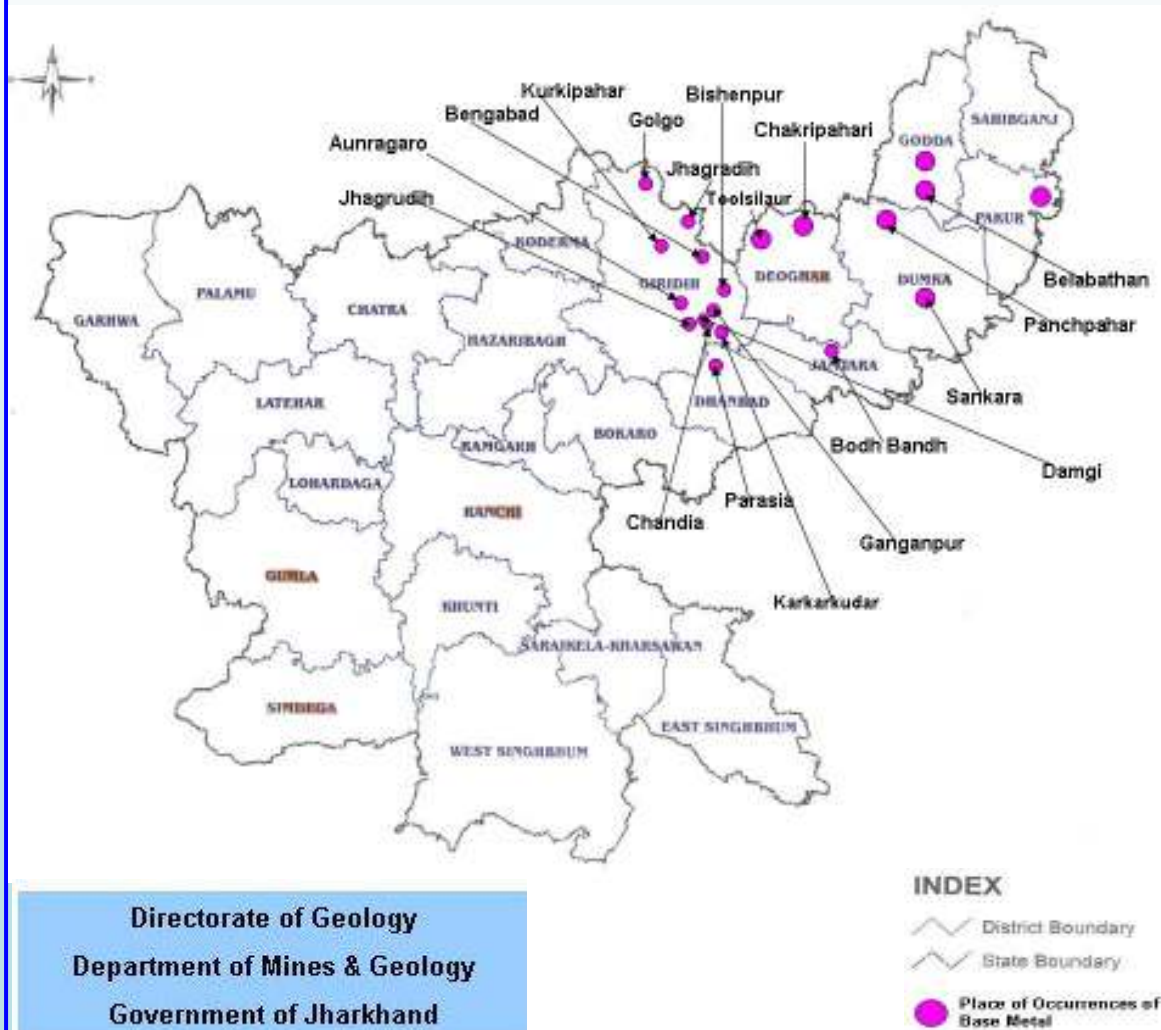 Kurkipahar
Bishenpur
Bengabad
Golgo
Chakripahari
SAHIBGANJ
Aunragaro
GODDA
Jhagradih
Jhagrudih
Toolsilaur
PAKUR
KODERMA
Belabathan
GIRIDIH
DEOGHAR
DUMKA
PALAMU
CHATRA
GARHWA
Panchpahar
HAZARIBAGH
JAMTARA
Sarikara
LATEHAR
DHANBAD
BOKARO
RAMGARH
Bodh Bandh
Damgi
LOHARDAGA
Parasia
RANCHI
Chandia
Ganganpur
GUMLA
KHUNTI
Karkarkudar
SARAIKELA-KHARSAWAN
SIMDEGA
EAST SINGHBHUM
WEST SINGHBHUM
INDEX
District Boundary
State Boundary
Place of Occurrences of
Base Metal
Directorate of Geology
Department of Mines & Geology
Government of Jharkhand